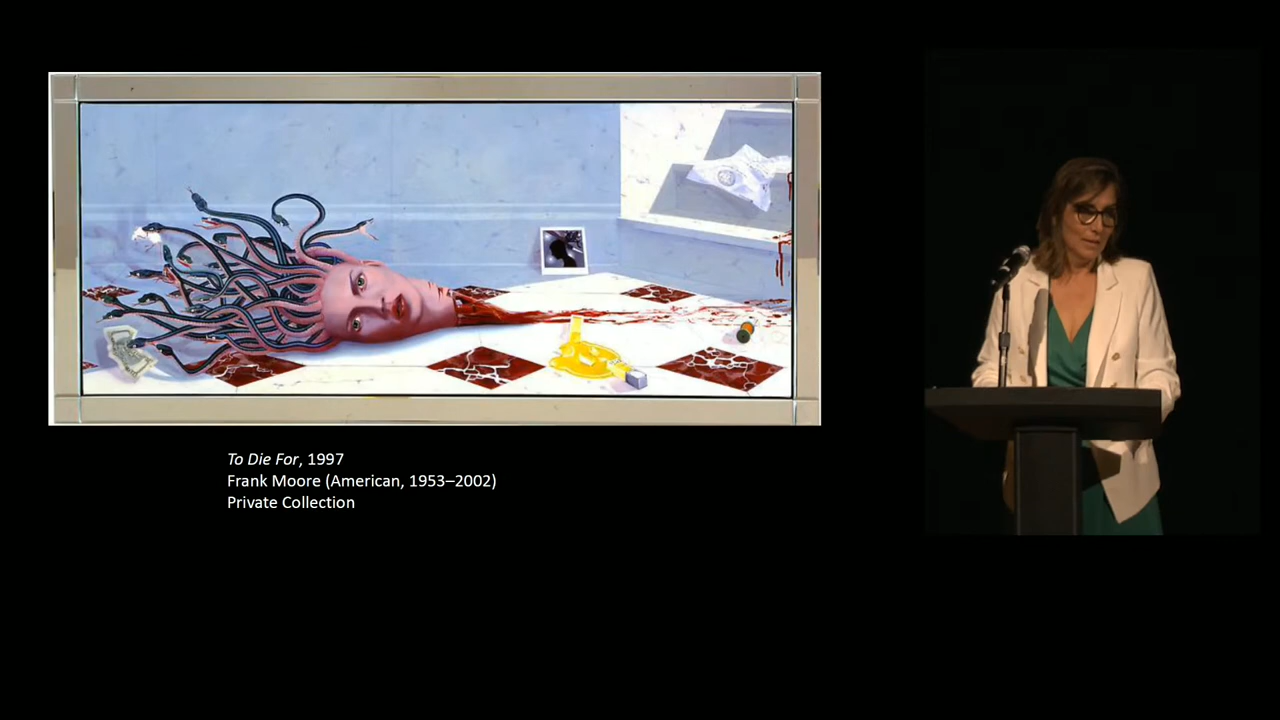 To Die For, 1997
Frank Moore (American, 1953–2002)
Private Collection